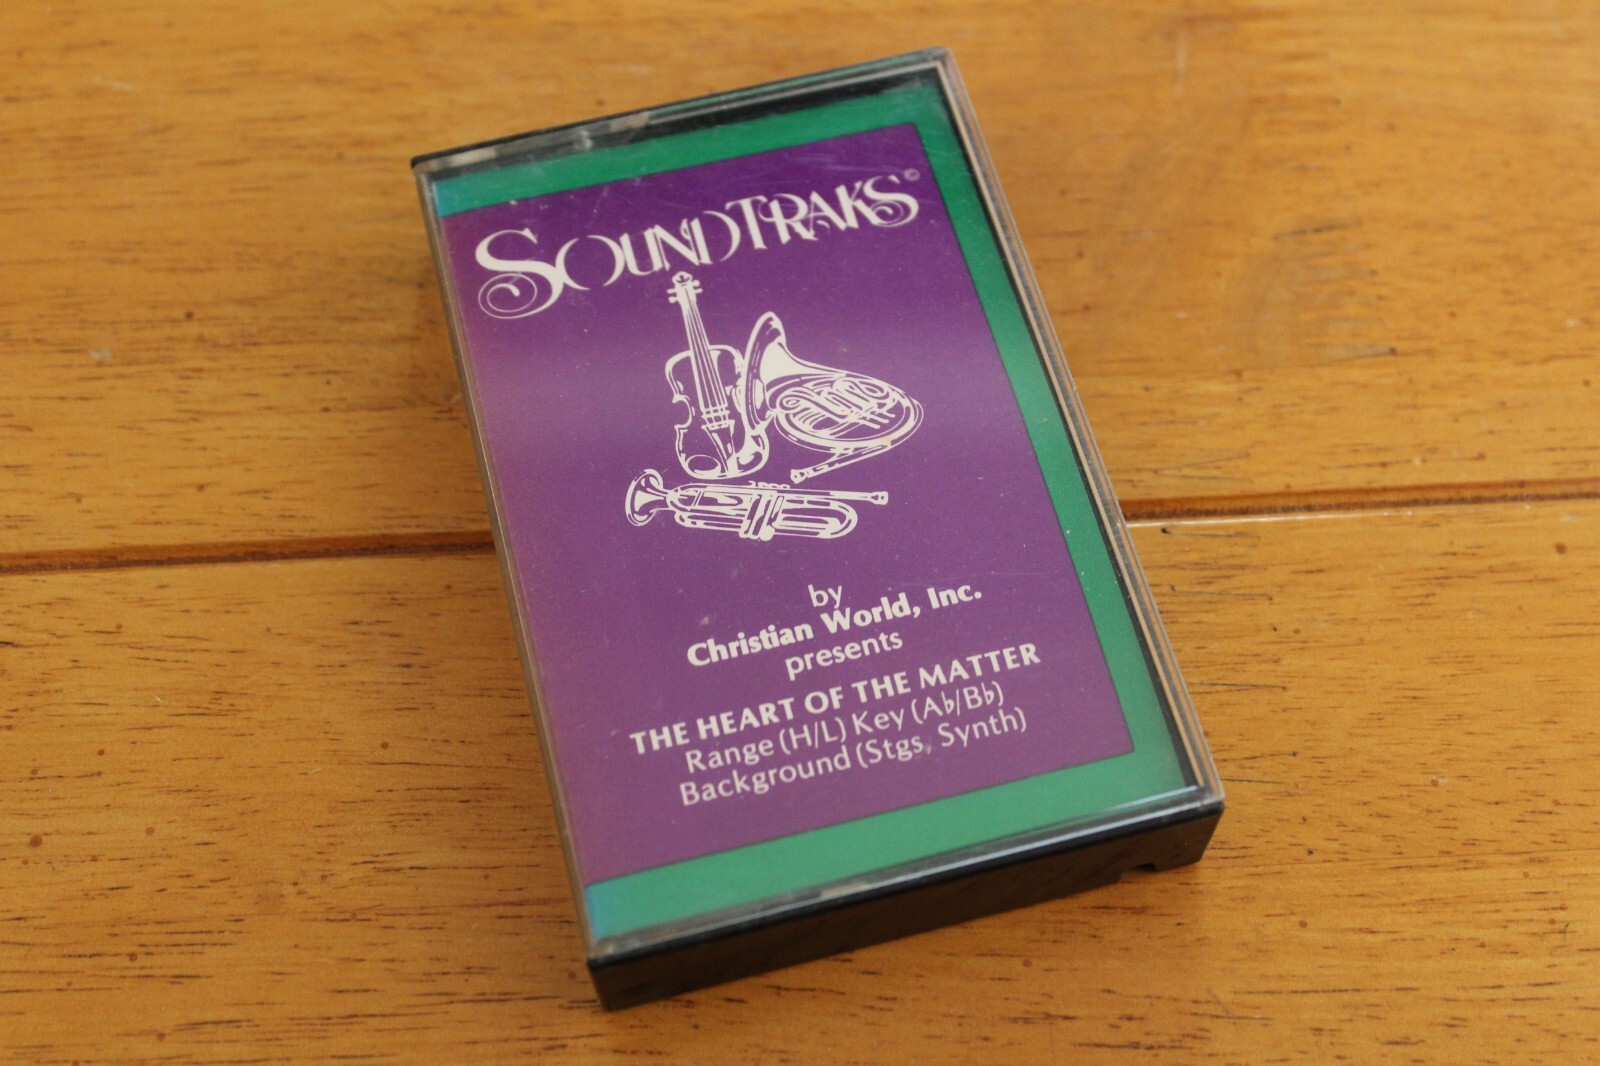 SOUNDTRAKS©
by
Christian World, Inc.
presents
THE HEART OF THE MATTER
Range (H/L) Key (A♭/B♭)
Background (Stgs, Synth)